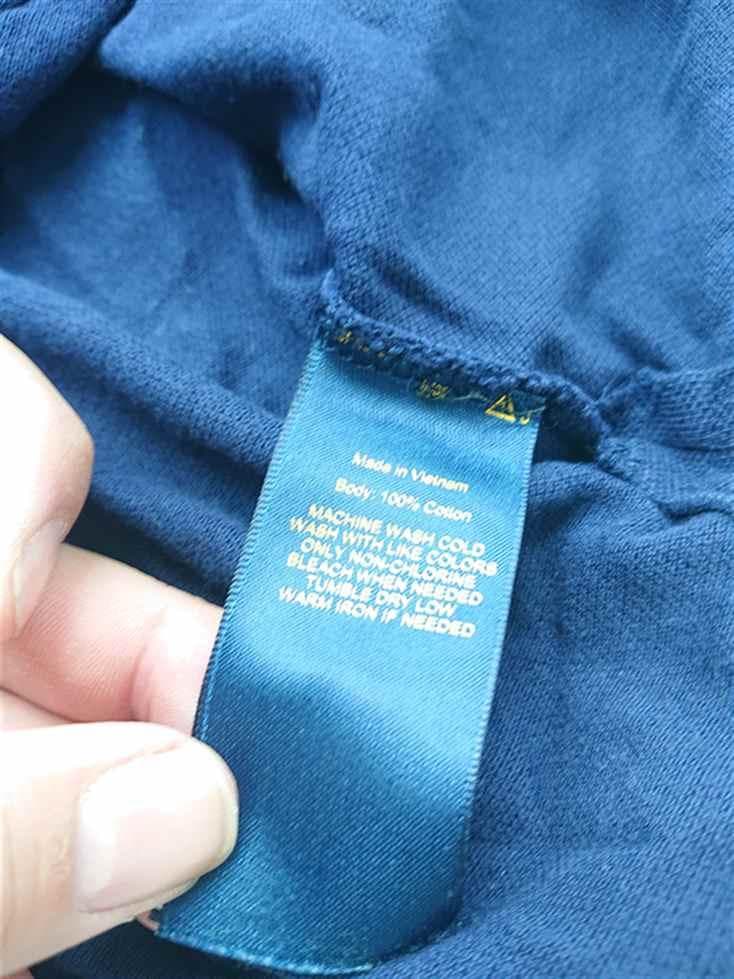 Made in Vietnam
Body: 100% Cotton
MACHINE WASH COLD
WASH WITH LIKE COLORS
ONLY NON-CHLORINE
BLEACH WHEN NEEDED
TUMBLE DRY LOW
WARM IRON IF NEEDED